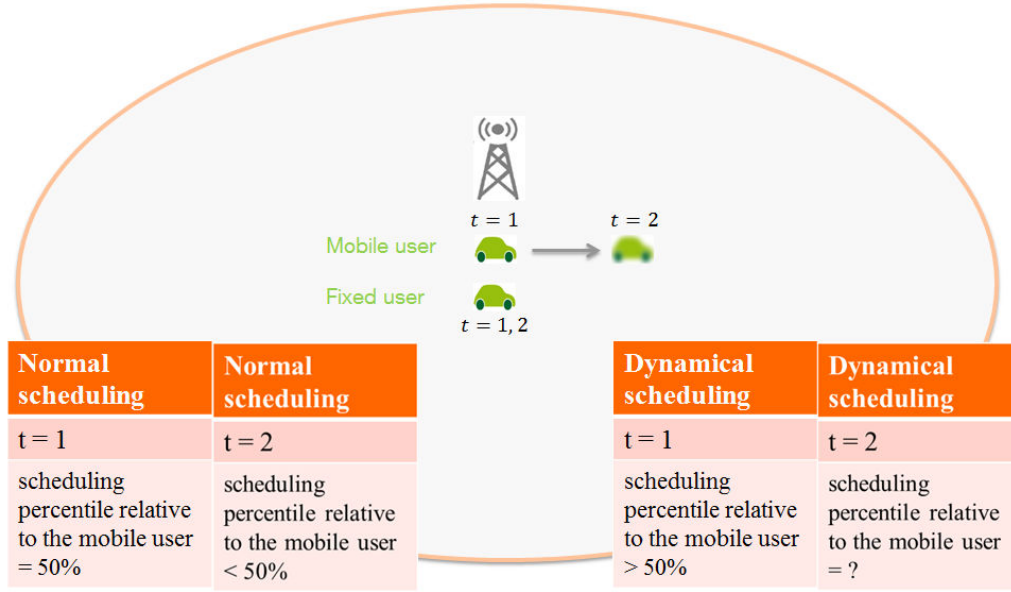 t = 1
t = 2
Mobile user
Fixed user
t = 1, 2
Normal
scheduling
t = 1
scheduling
percentile relative
to the mobile user
= 50%
Normal
scheduling
t = 2
scheduling
percentile relative
to the mobile user
< 50%
Dynamical
scheduling
t = 1
scheduling
percentile relative
to the mobile user
> 50%
Dynamical
scheduling
t = 2
scheduling
percentile relative
to the mobile user
= ?